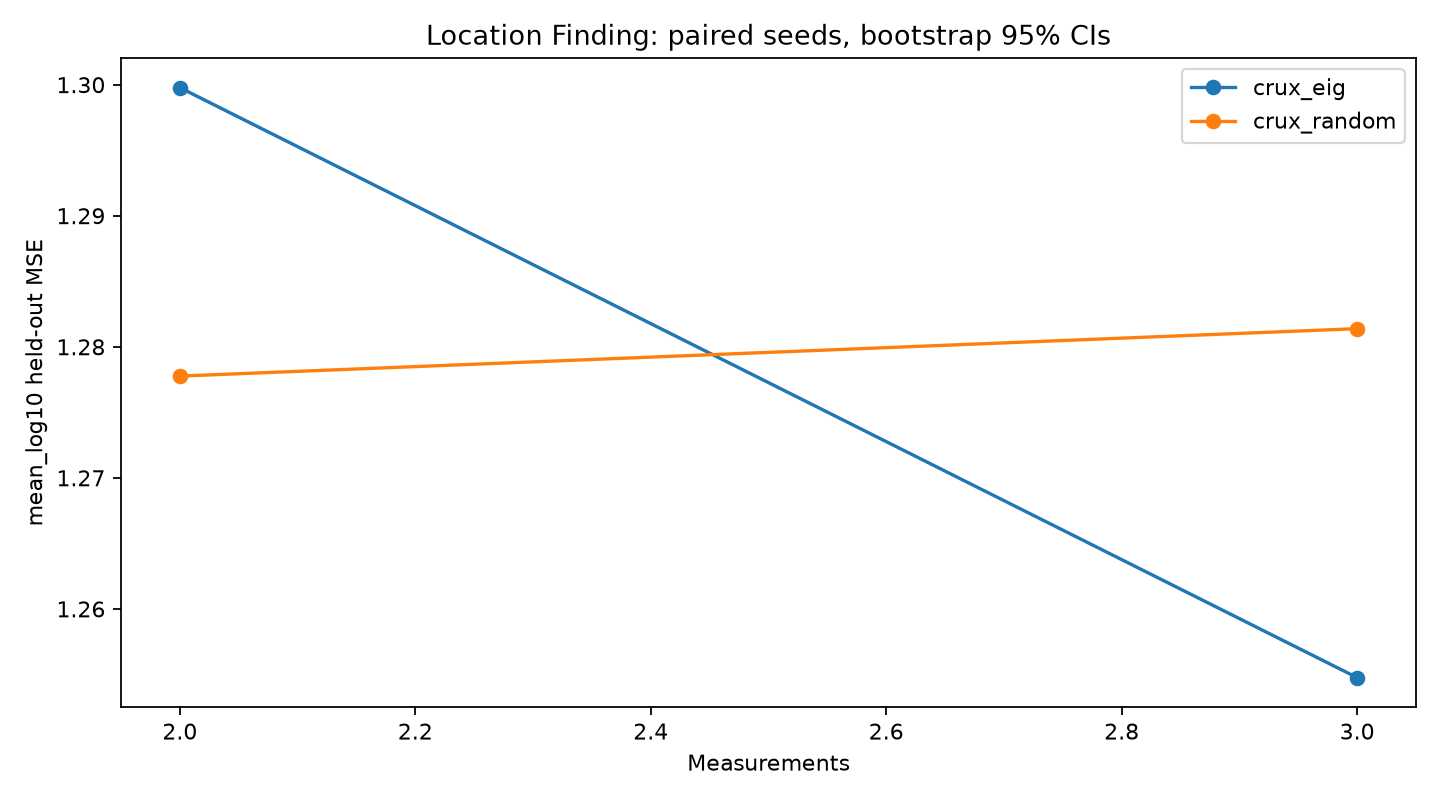 Location Finding: paired seeds, bootstrap 95% CIs
crux_eig
crux_random
mean_log10 held-out MSE
1.30
1.29
1.28
1.27
1.26
2.0 2.2 2.4 2.6 2.8 3.0
Measurements